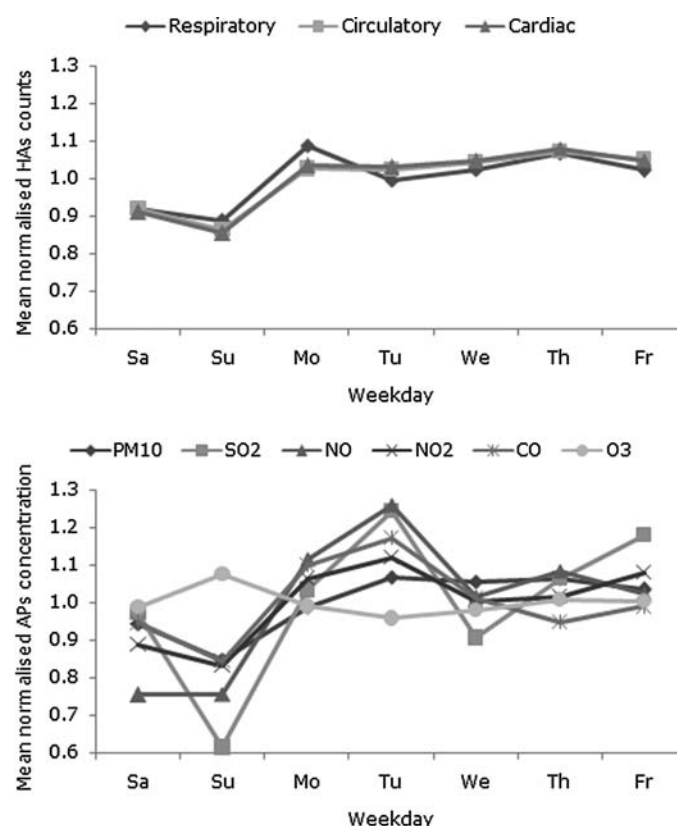 Respiratory Circulatory Cardiac
Mean normalised HAs counts
1.3
1.2
1.1
1.0
0.9
0.8
0.7
0.6
Sa Su Mo Tu We Th Fr
Weekday
PM10 SO2 NO NO2 CO O3
Mean normalised APs concentration
1.3
1.2
1.1
1.0
0.9
0.8
0.7
0.6
Sa Su Mo Tu We Th Fr
Weekday